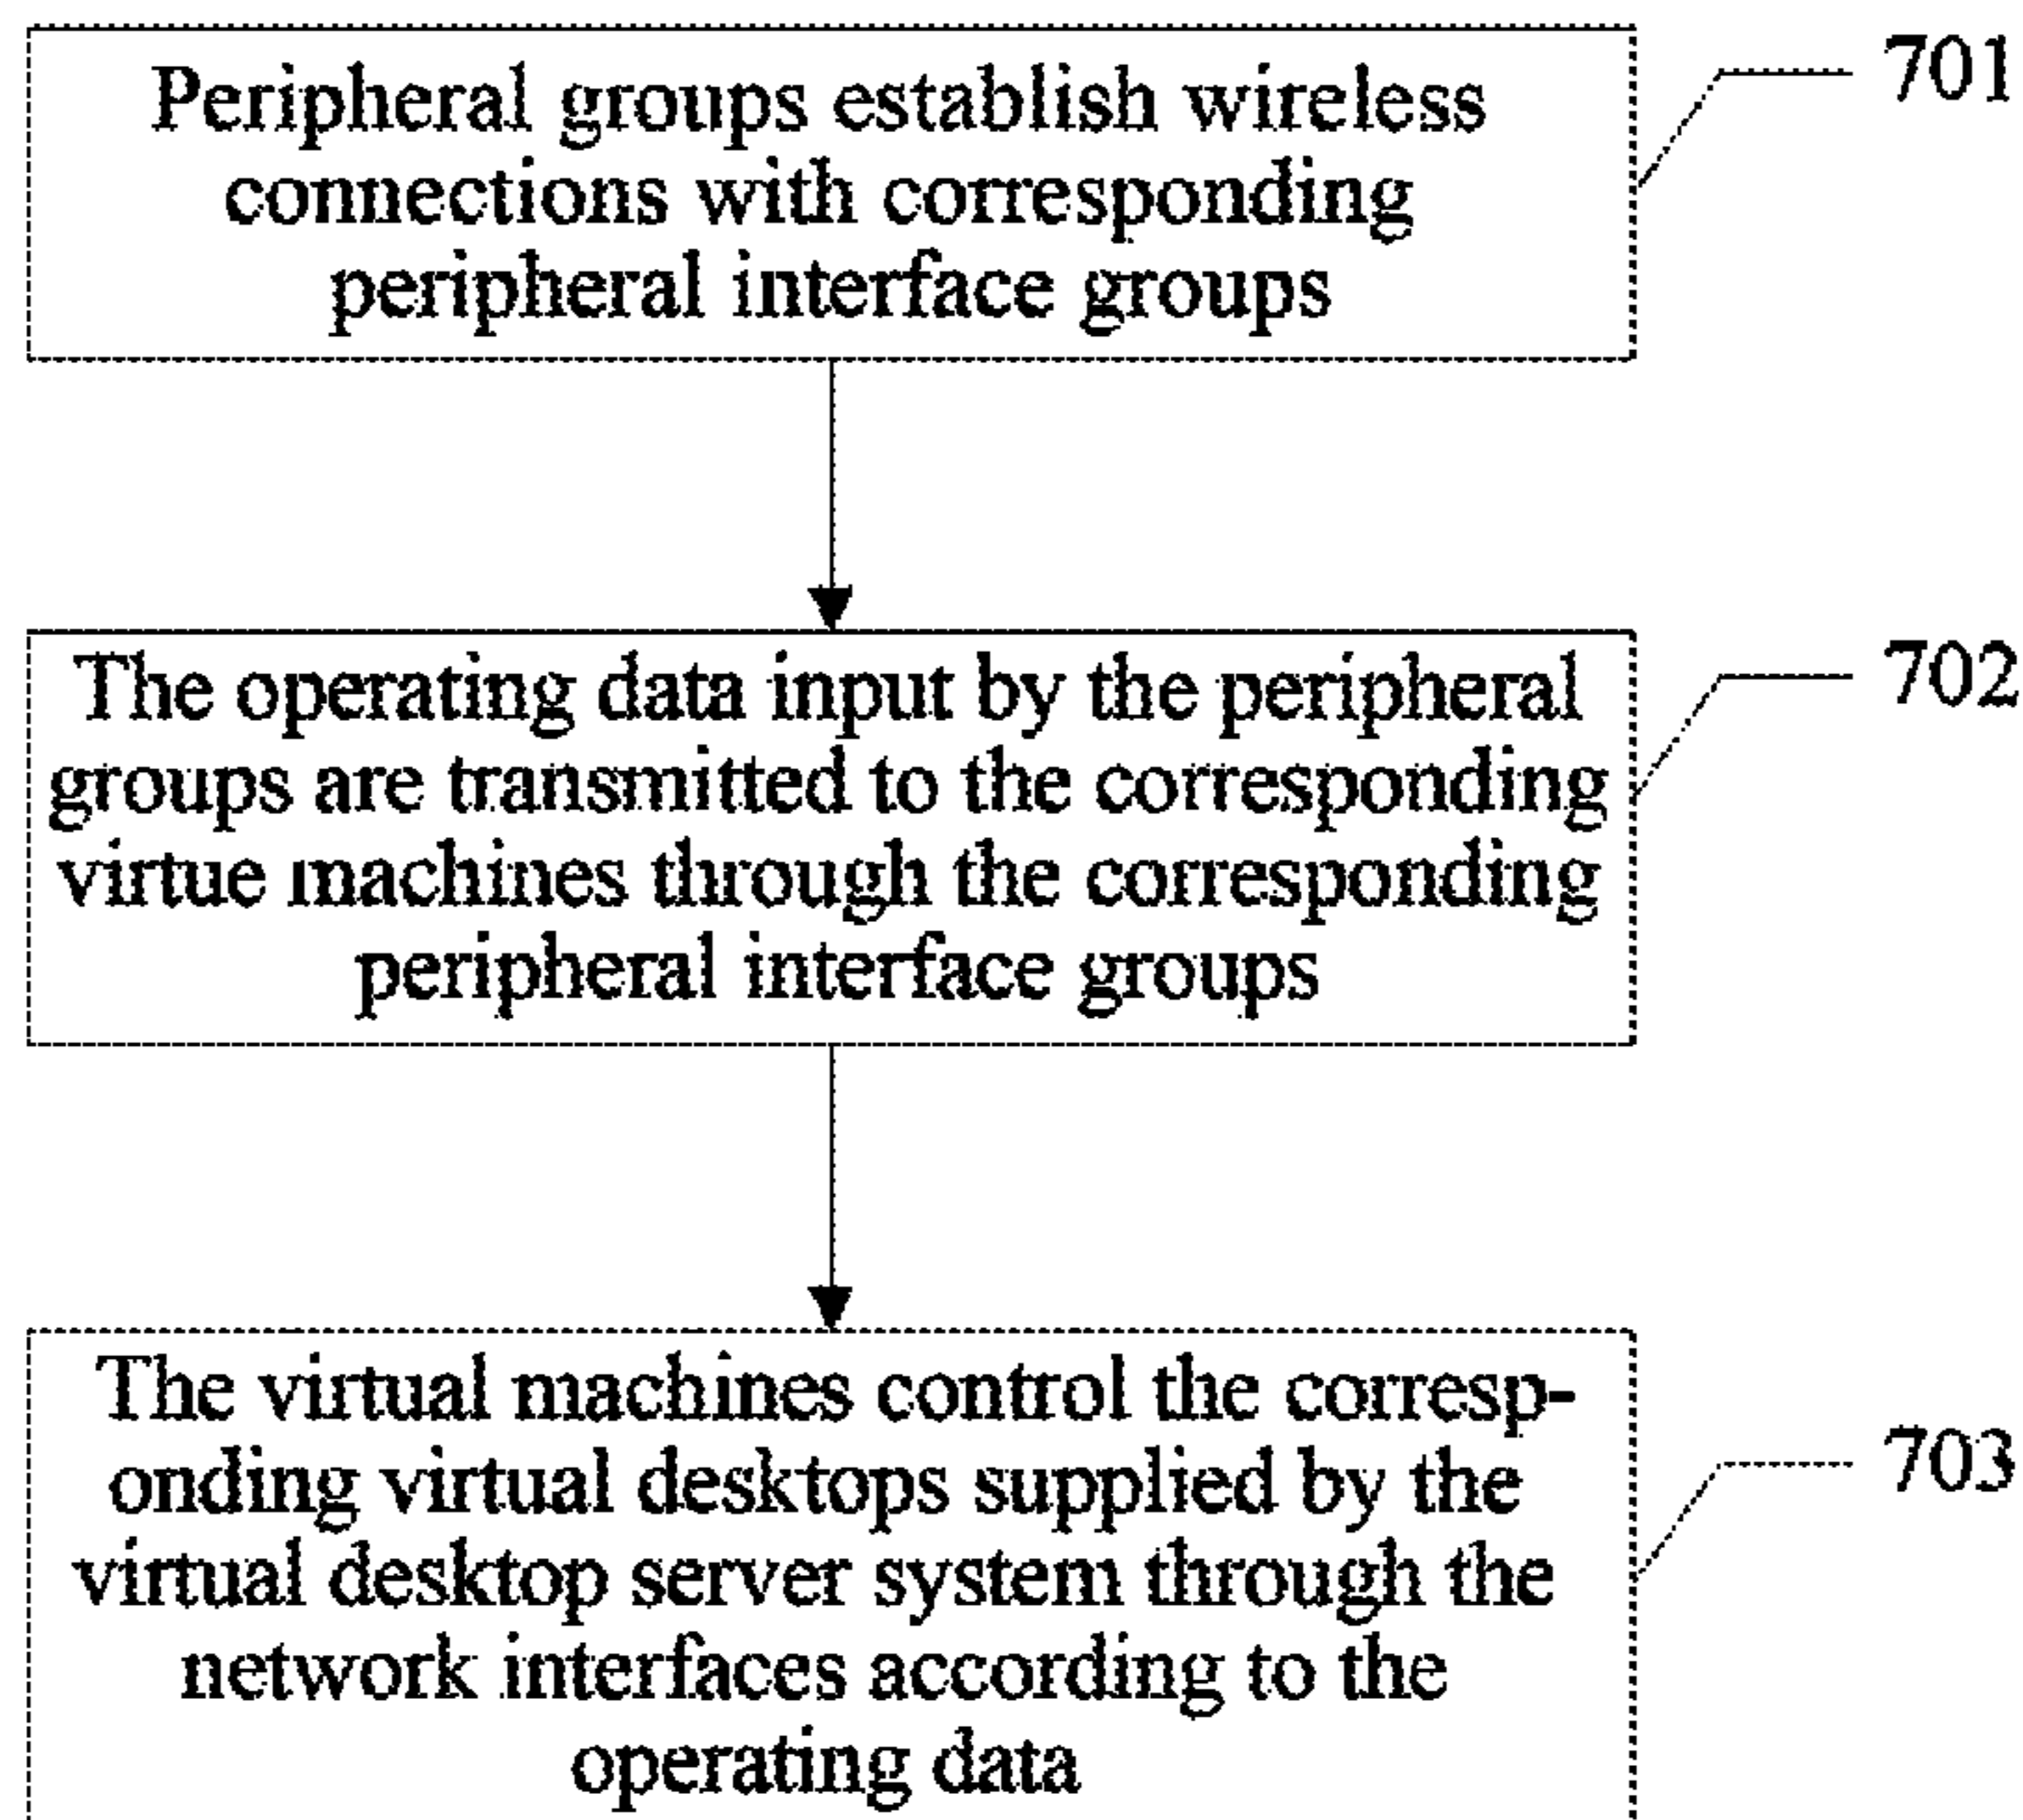 Peripheral groups establish wireless
connections with corresponding
peripheral interface groups
701
The operating data input by the peripheral
groups are transmitted to the corresponding
virtue machines through the corresponding
peripheral interface groups
702
The virtual machines control the corresp-
onding virtual desktops supplied by the
virtual desktop server system through the
network interfaces according to the
operating data
703